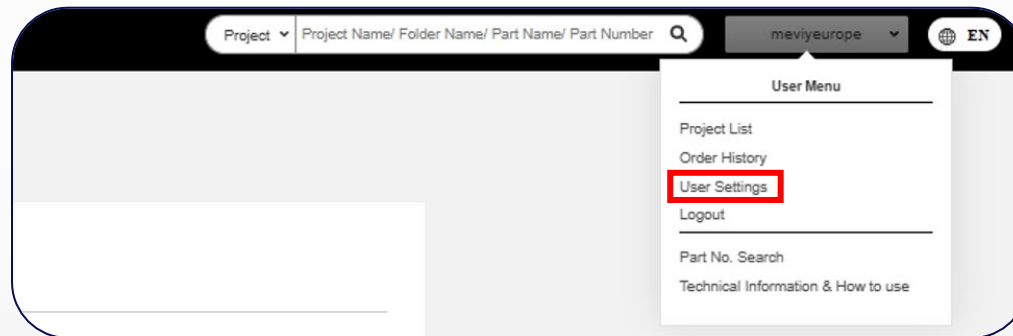 Project Project Name/ Folder Name/ Part Name/ Part Number meviyeurope EN
User Menu
Project List
Order History
User Settings
Logout
Part No. Search
Technical Information & How to use